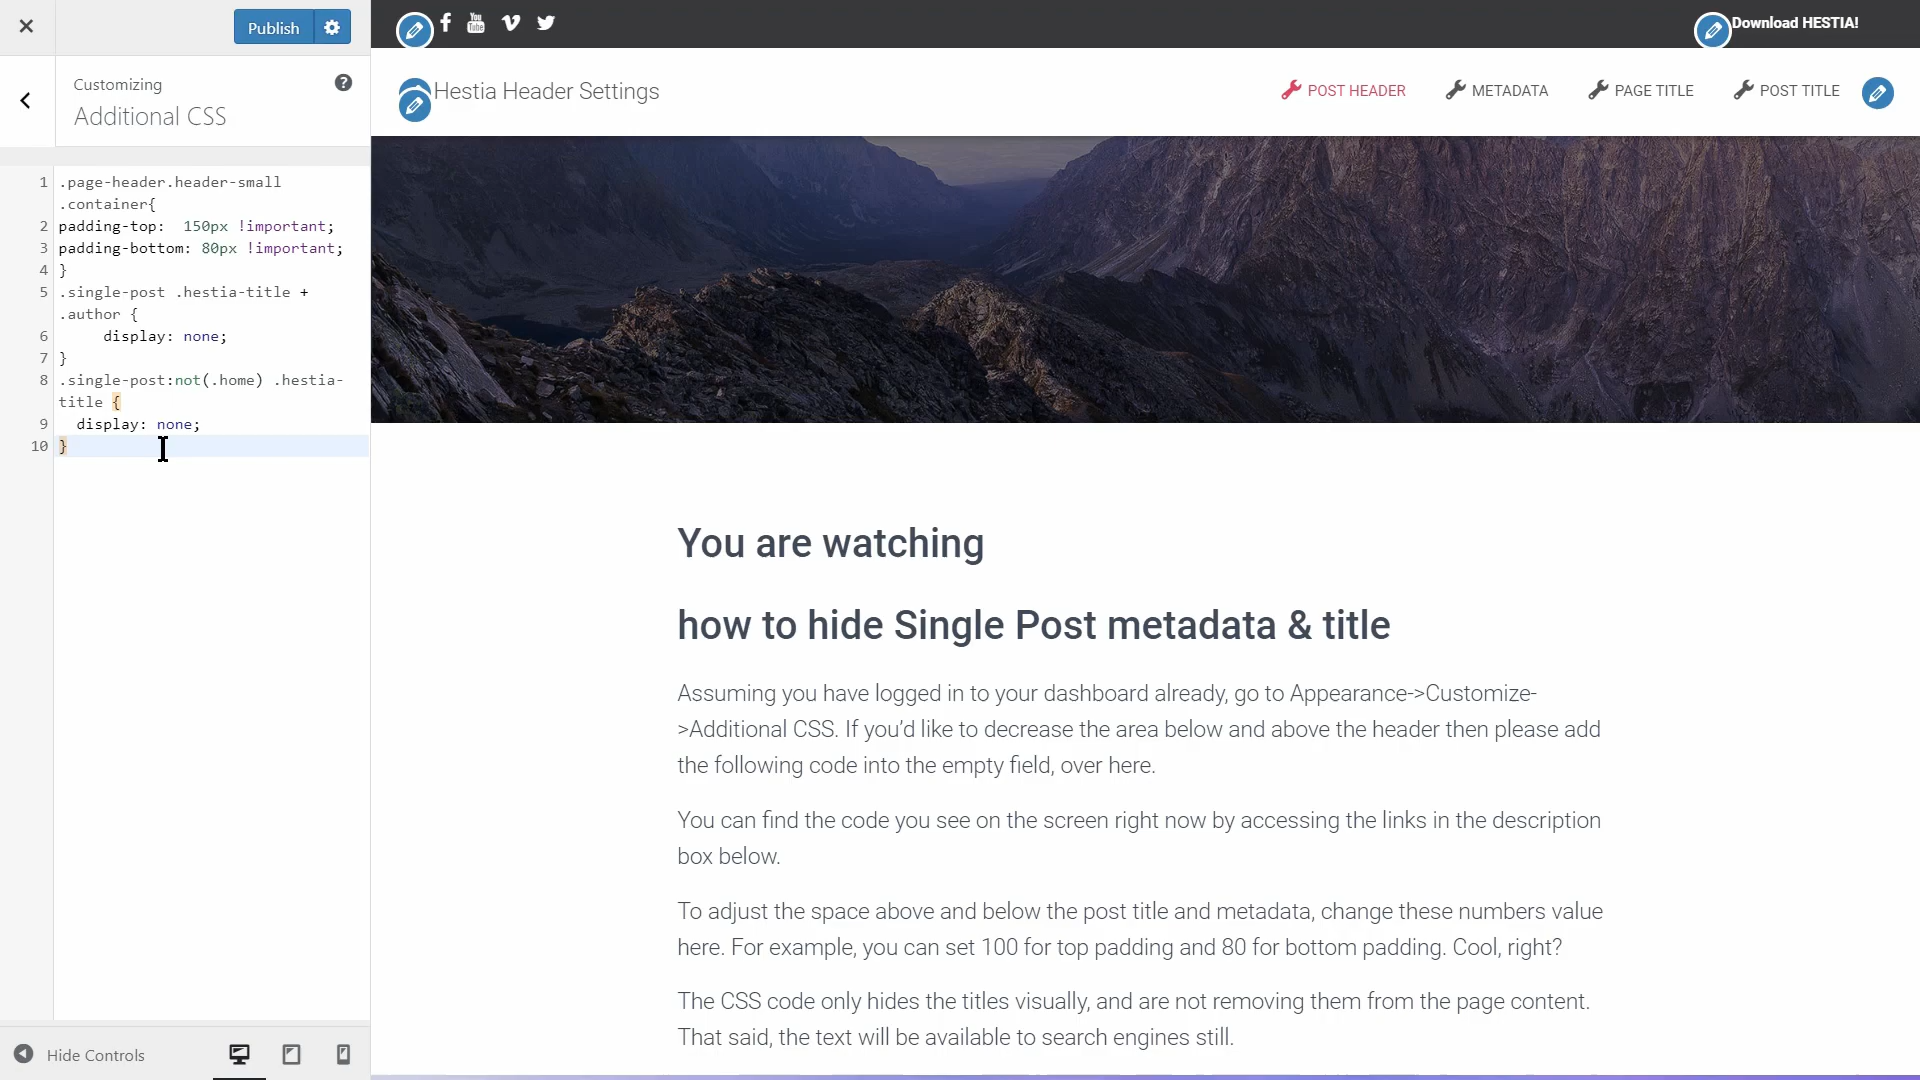 Publish
Customizing
Additional CSS
1 .page-header.header-small
.container{
2 padding-top:  150px !important;
3 padding-bottom: 80px !important;
4 }
5 .single-post .hestia-title +
.author {
6 display: none;
7 }
8 .single-post:not(.home) .hestia-
title {
9 display: none;
10 }
Hide Controls
You Tube
Download HESTIA!
Hestia Header Settings
POST HEADER
METADATA
PAGE TITLE
POST TITLE
You are watching
how to hide Single Post metadata & title
Assuming you have logged in to your dashboard already, go to Appearance->Customize-
>Additional CSS. If you’d like to decrease the area below and above the header then please add
the following code into the empty field, over here.
You can find the code you see on the screen right now by accessing the links in the description
box below.
To adjust the space above and below the post title and metadata, change these numbers value
here. For example, you can set 100 for top padding and 80 for bottom padding. Cool, right?
The CSS code only hides the titles visually, and are not removing them from the page content.
That said, the text will be available to search engines still.